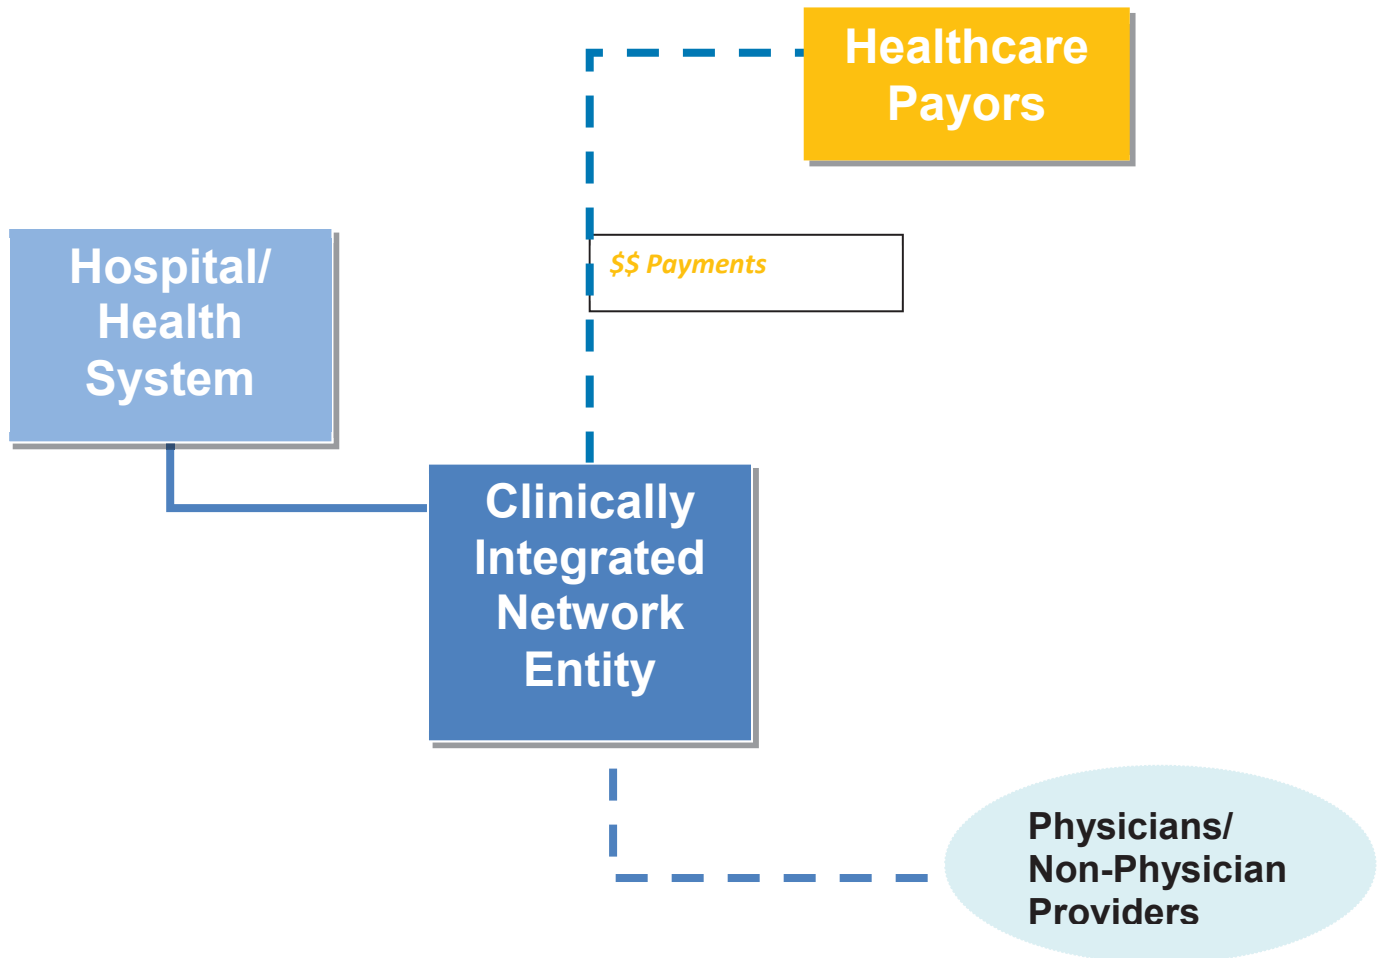 Healthcare
Payors
Hospital/
Health
System
$$ Payments
Clinically
Integrated
Network
Entity
Physicians/
Non-Physician
Providers